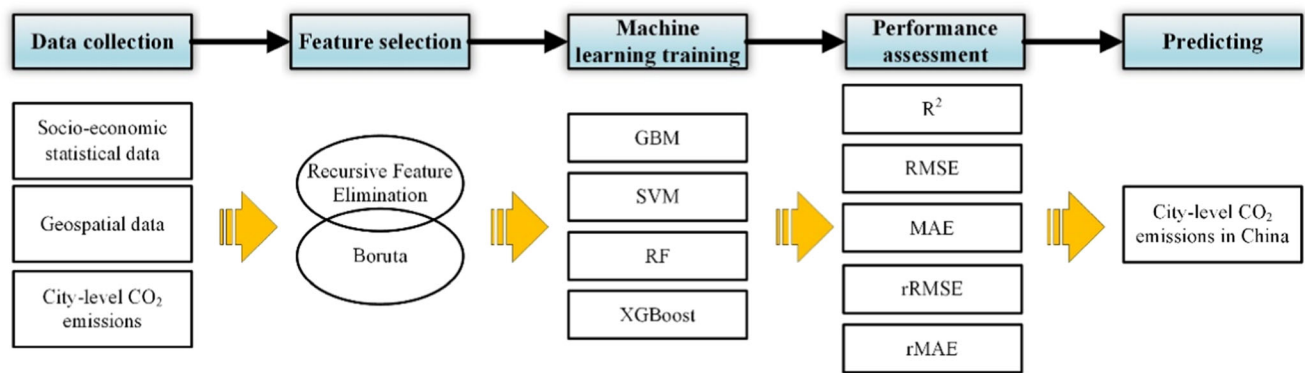 Data collection
Feature selection
Machine
learning training
Performance
assessment
Predicting
Socio-economic
statistical data
Geospatial data
City-level CO₂
emissions
Recursive Feature
Elimination
Boruta
GBM
SVM
RF
XGBoost
R²
RMSE
MAE
rRMSE
rMAE
City-level CO₂
emissions in China